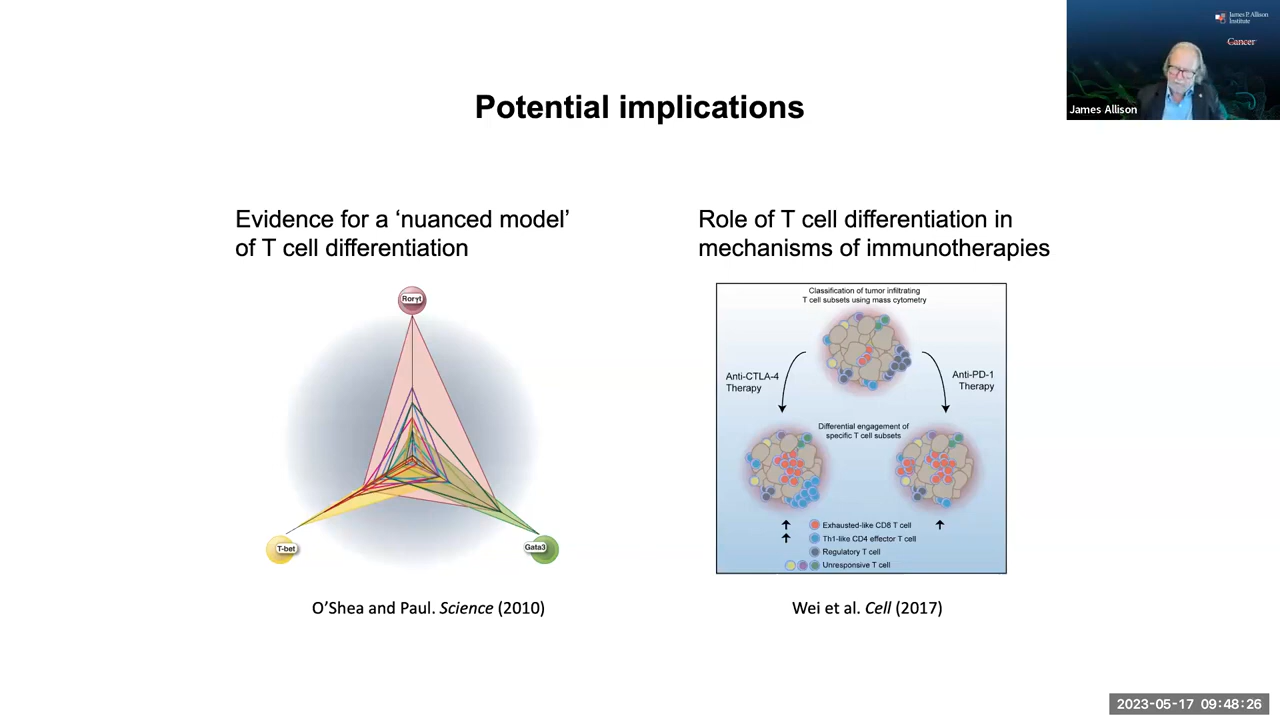 James P. Allison
Institute
Cancer
James Allison
Potential implications
Evidence for a ‘nuanced model’
of T cell differentiation
Rorγt
T-bet
Gata3
O’Shea and Paul. Science (2010)
Role of T cell differentiation in
mechanisms of immunotherapies
Classification of tumor infiltrating
T cell subsets using mass cytometry
Anti-CTLA-4
Therapy
Anti-PD-1
Therapy
Differential engagement of
specific T cell subsets
Exhausted-like CD8 T cell
Th1-like CD4 effector T cell
Regulatory T cell
Unresponsive T cell
Wei et al. Cell (2017)
2023-05-17 09:48:26